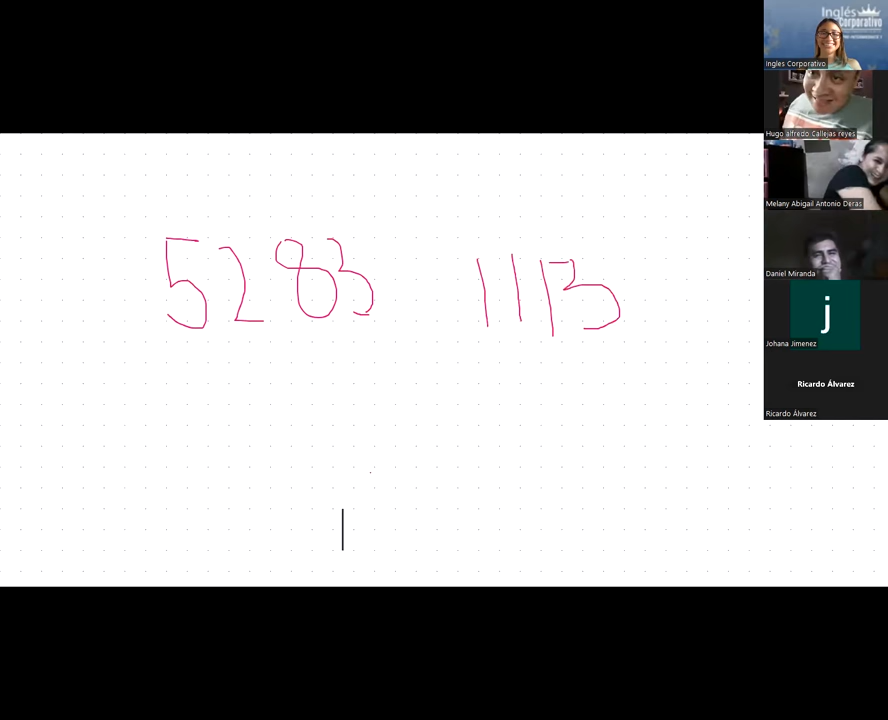 5283 1113
Inglés
Corporativo
Ingles Corporativo
Hugo alfredo Callejas reyes
Melany Abigail Antonio Deras
Daniel Miranda
j
Johana Jimenez
Ricardo Álvarez
Ricardo Álvarez